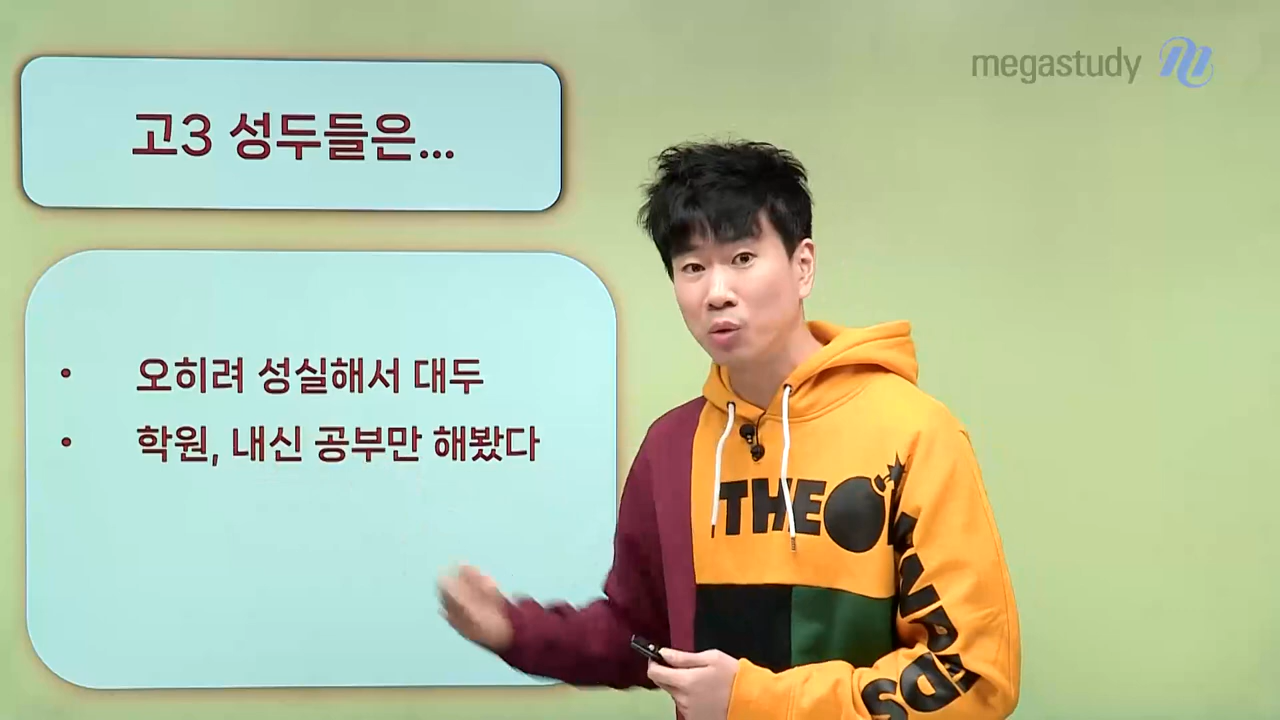 megastudy
고3 성두들은...
• 오히려 성실해서 대두
• 학원, 내신 공부만 해봤다
THE